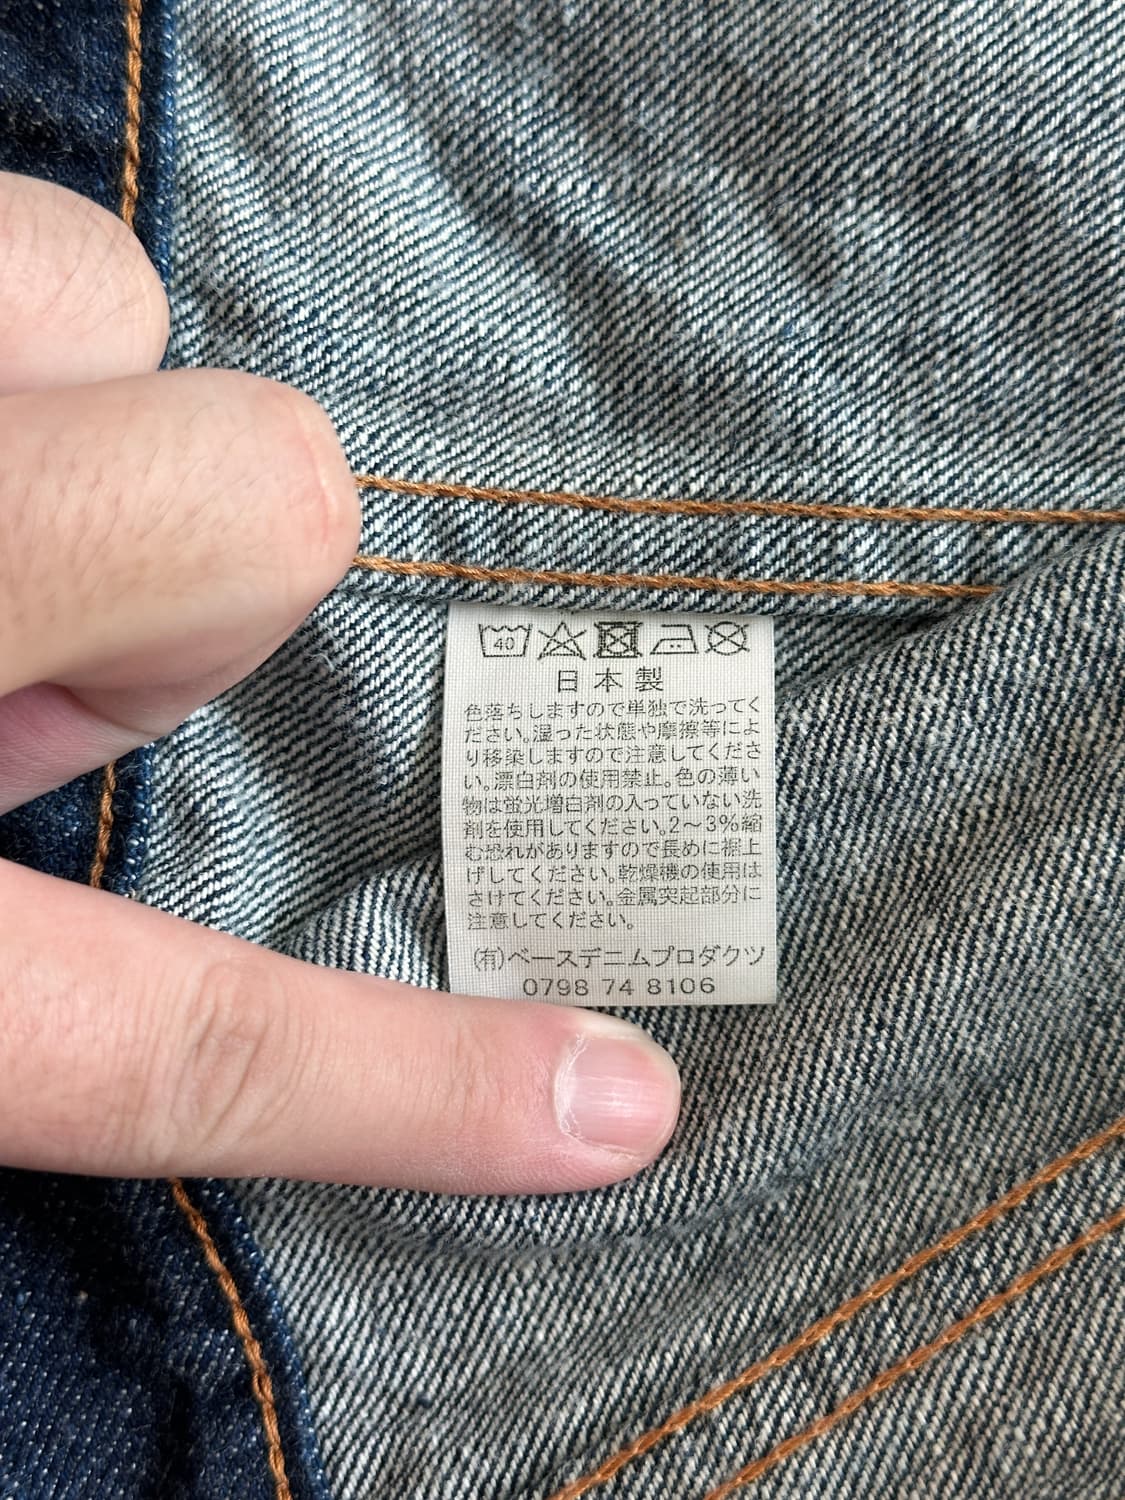 40
日本製
色落ちしますので単独で洗ってく
ださい。湿った状態や摩擦等によ
り移染しますので注意してくださ
い。漂白剤の使用禁止。色の薄い
物は蛍光増白剤の入っていない洗
剤を使用してください。2〜3%縮
む恐れがありますので長めに裾上
げしてください。乾燥機の使用は
さけてください。金属突起部分に
注意してください。
(有)ベースデニムプロダクツ
0798 74 8106